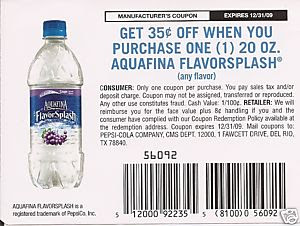 MANUFACTURER'S COUPON EXPIRES 12/31/09
GET 35¢ OFF WHEN YOU
PURCHASE ONE (1) 20 OZ.
AQUAFINA FLAVORSPLASH®
(any flavor)
CONSUMER: Only one coupon per purchase. You pay any sales tax and/or
deposit charge. Coupon may not be assigned, transferred or reproduced.
Any other use constitutes fraud. Cash Value: 1/100¢. RETAILER: We will
reimburse you for the face value plus 8¢ handling if you and the
consumer have complied with our Coupon Redemption Policy available at
the redemption address. Coupon expires 12/31/09. Mail coupons to:
PEPSI-COLA COMPANY, CMS DEPT. 12000, 1 FAWCETT DRIVE, DEL RIO,
TX 78840.
AQUAFINA
FlavorSplash
56092
AQUAFINA FLAVORSPLASH is a
registered trademark of PepsiCo, Inc.
5 12000 92235 5 (8100) 0 56092